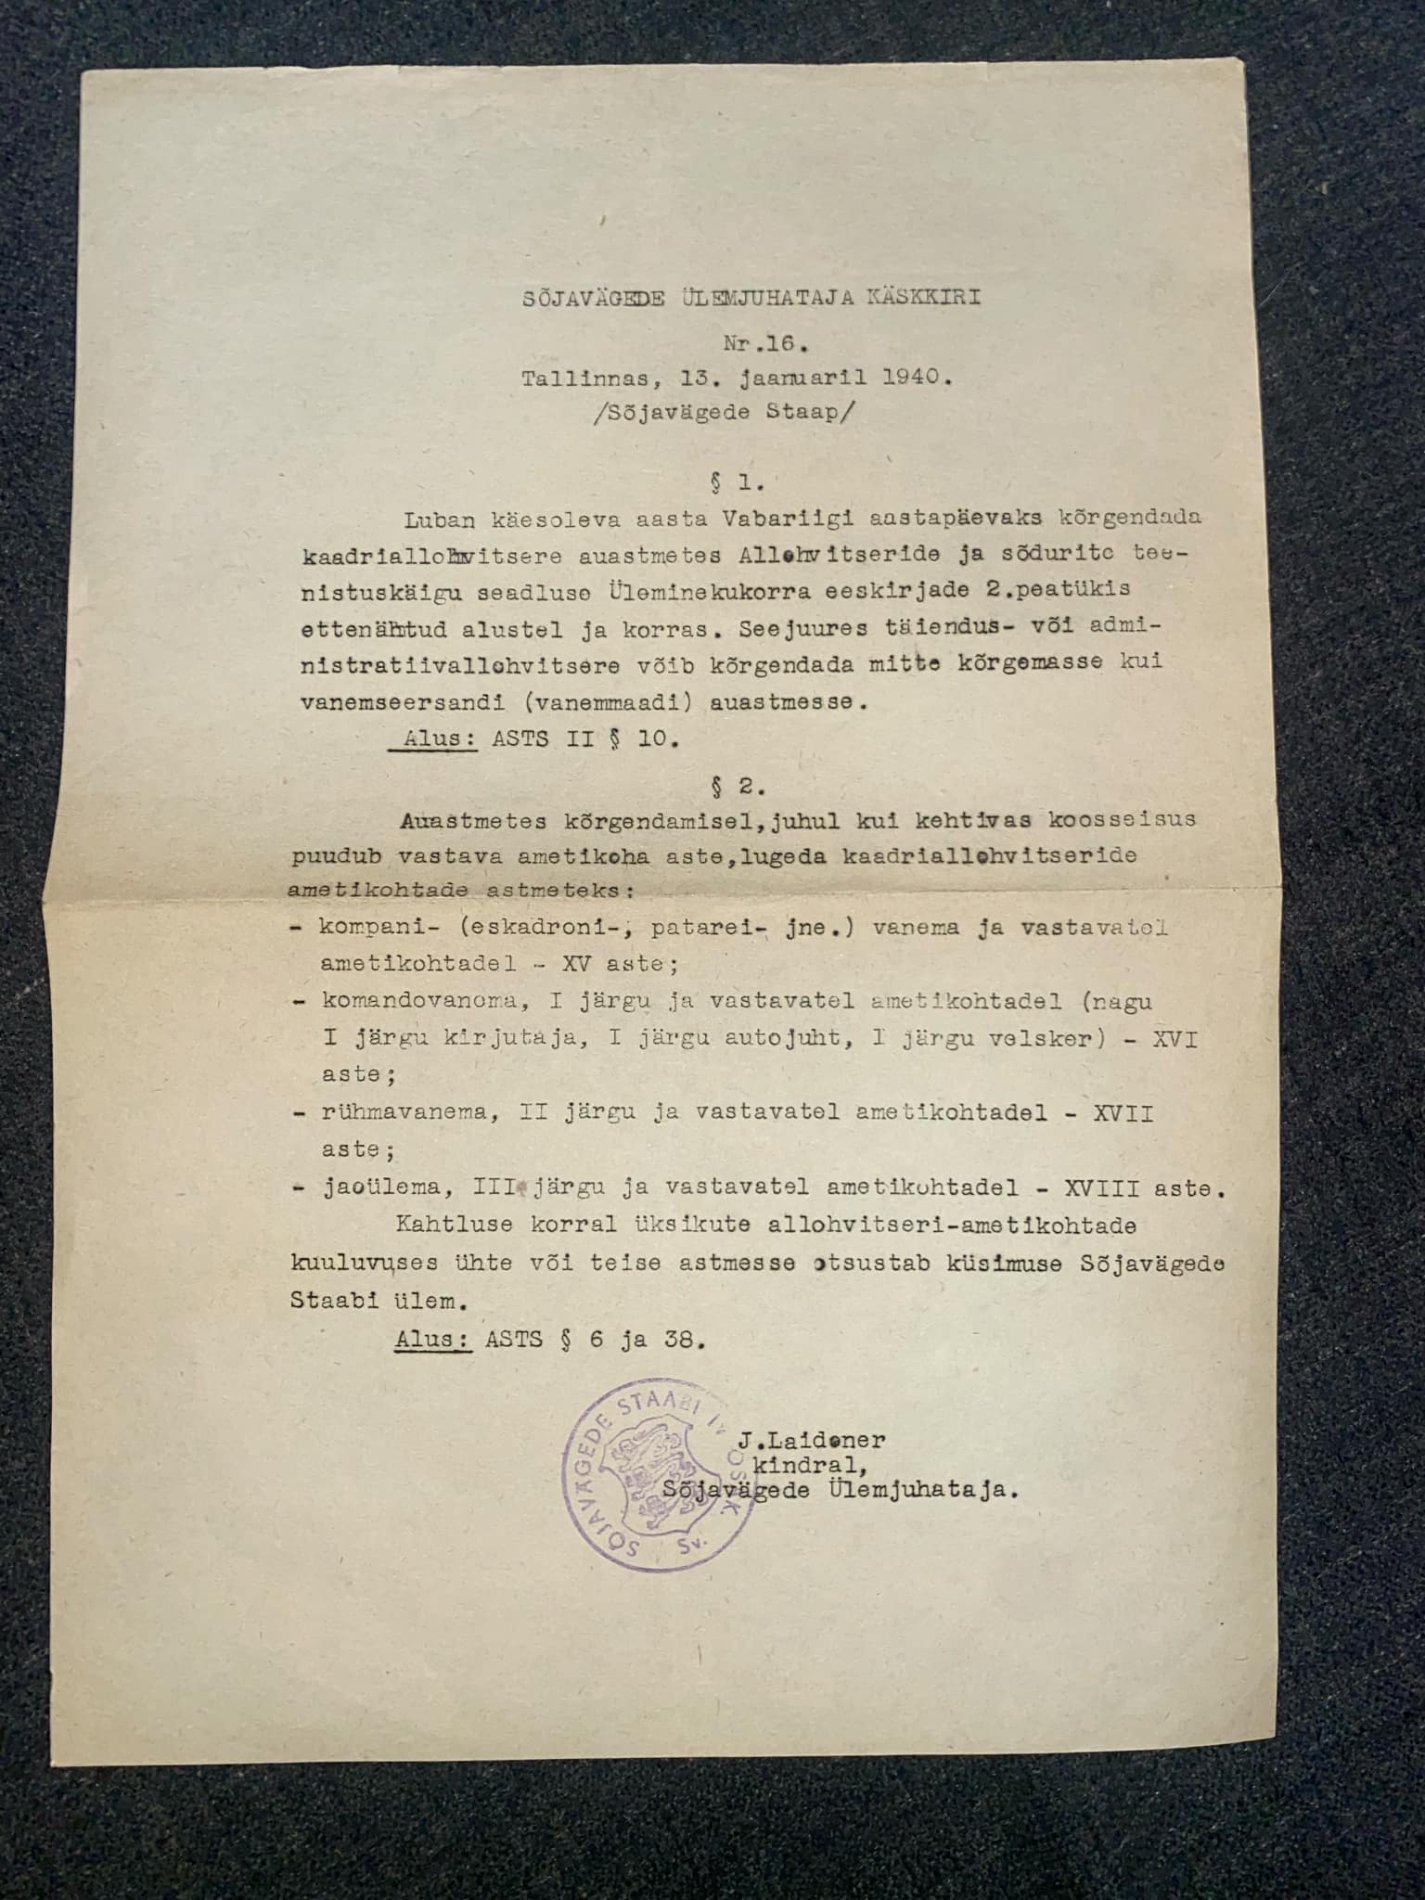 SÕJAVÄGEDE ÜLEMJUHATAJA KÄSKKIRI
Nr.16.
Tallinnas, 13. jaanuaril 1940.
/Sõjavägede Staap/
§ 1.
Luban käesoleva aasta Vabariigi aastapäevaks kõrgendada
kaadriallohvitsere auastmetes Allohvitseride ja sõdurite tee-
nistuskäigu seadluse Üleminekukorra eeskirjade 2.peatükis
ettenähtud alustel ja korras. Seejuures täiendus- või admi-
nistratiivallohvitsere võib kõrgendada mitte kõrgemasse kui
vanemseersandi (vanemmaadi) auastmesse.
Alus: ASTS II § 10.
§ 2.
Auastmetes kõrgendamisel,juhul kui kehtivas koosseisus
puudub vastava ametikoha aste,lugeda kaadriallohvitseride
ametikohtade astmeteks:
- kompani- (eskadroni-, patarei- jne.) vanema ja vastavatel
ametikohtadel - XV aste;
- komandovanema, I järgu ja vastavatel ametikohtadel (nagu
I järgu kirjutaja, I järgu autojuht, I järgu velsker) - XVI
aste;
- rühmavanema, II järgu ja vastavatel ametikohtadel - XVII
aste;
- jaoülema, III järgu ja vastavatel ametikohtadel - XVIII aste.
Kahtluse korral üksikute allohvitseri-ametikohtade
kuuluvuses ühte või teise astmesse otsustab küsimuse Sõjavägede
Staabi ülem.
Alus: ASTS § 6 ja 38.
SÕJAVÄGEDE STAABI IV OSAK.
Sv.
J.Laidoner
kindral,
Sõjavägede Ülemjuhataja.